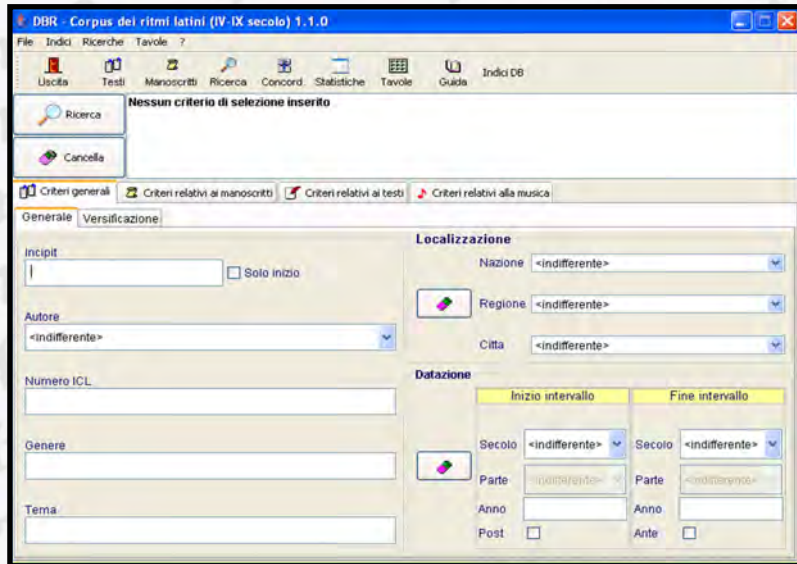 DBR - Corpus dei ritmi latini (IV-IX secolo) 1.1.0
File Indici Ricerche Tavole ?
Uscita Testi Manoscritti Ricerca Concord. Statistiche Tavole Guida Indici DB
Nessun criterio di selezione inserito
Ricerca
Cancella
Criteri generali Criteri relativi ai manoscritti Criteri relativi ai testi Criteri relativi alla musica
Generale Versificazione
Incipit
Solo inizio
Autore
<indifferente>
Numero ICL
Genere
Tema
Localizzazione
Nazione <indifferente>
Regione <indifferente>
Citta <indifferente>
Datazione
Inizio intervallo Fine intervallo
Secolo <indifferente> Secolo <indifferente>
Parte <indifferente> Parte <indifferente>
Anno Anno
Post Ante